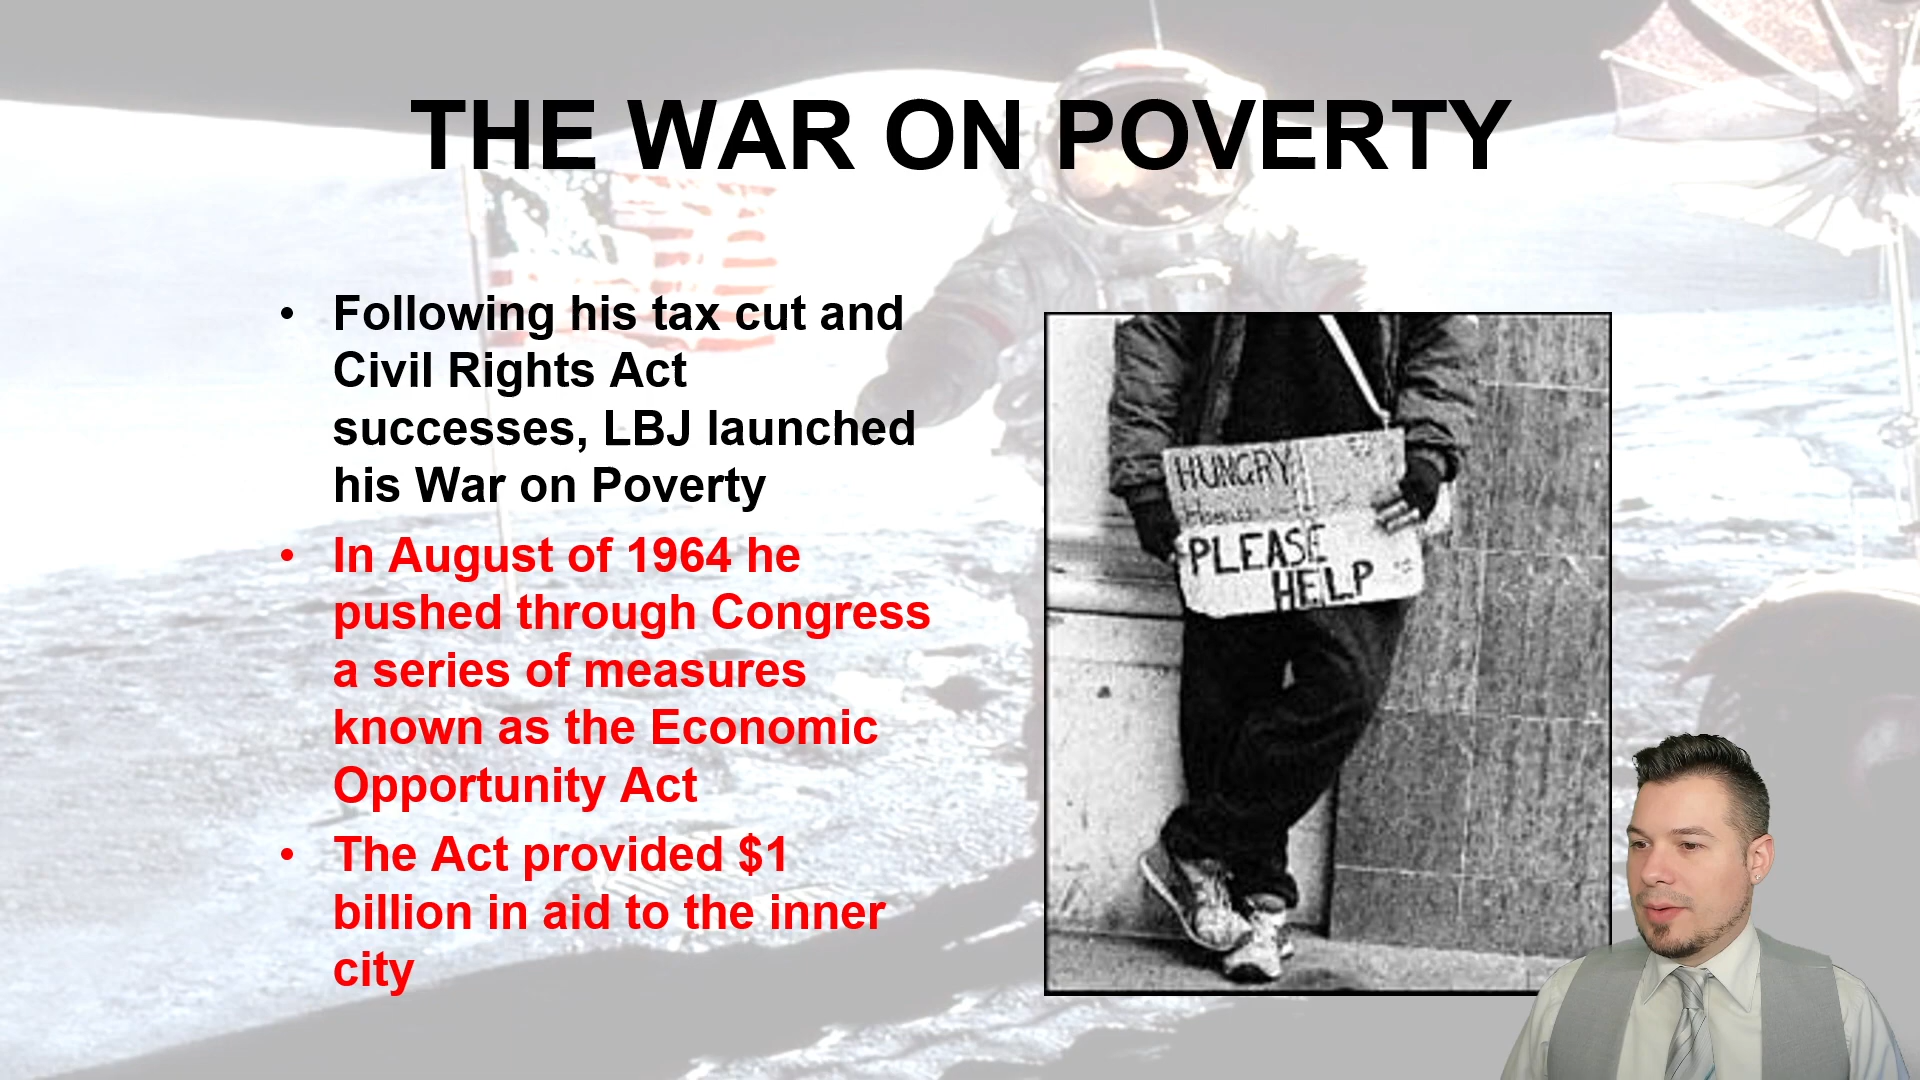 THE WAR ON POVERTY
• Following his tax cut and
Civil Rights Act
successes, LBJ launched
his War on Poverty
• In August of 1964 he
pushed through Congress
a series of measures
known as the Economic
Opportunity Act
• The Act provided $1
billion in aid to the inner
city
HUNGRY
PLEASE
HELP